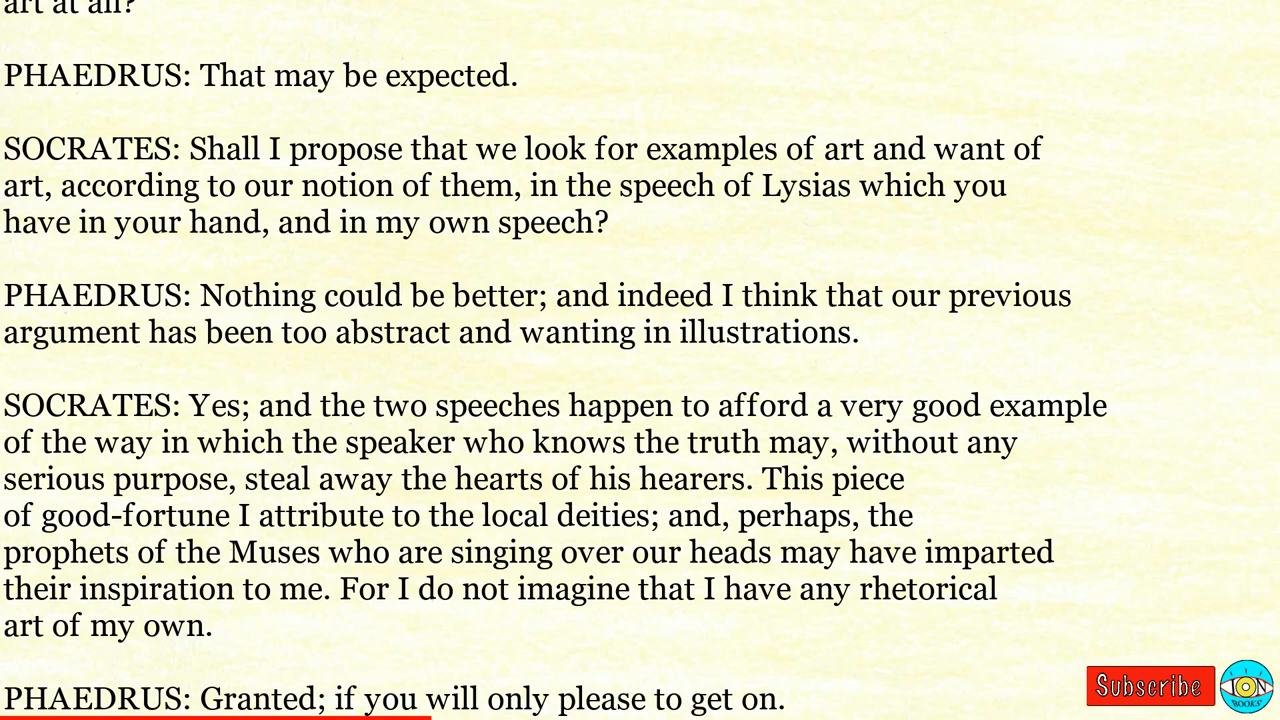 art at all?
PHAEDRUS: That may be expected.
SOCRATES: Shall I propose that we look for examples of art and want of
art, according to our notion of them, in the speech of Lysias which you
have in your hand, and in my own speech?
PHAEDRUS: Nothing could be better; and indeed I think that our previous
argument has been too abstract and wanting in illustrations.
SOCRATES: Yes; and the two speeches happen to afford a very good example
of the way in which the speaker who knows the truth may, without any
serious purpose, steal away the hearts of his hearers. This piece
of good-fortune I attribute to the local deities; and, perhaps, the
prophets of the Muses who are singing over our heads may have imparted
their inspiration to me. For I do not imagine that I have any rhetorical
art of my own.
PHAEDRUS: Granted; if you will only please to get on.
Subscribe
ION
BOOKS